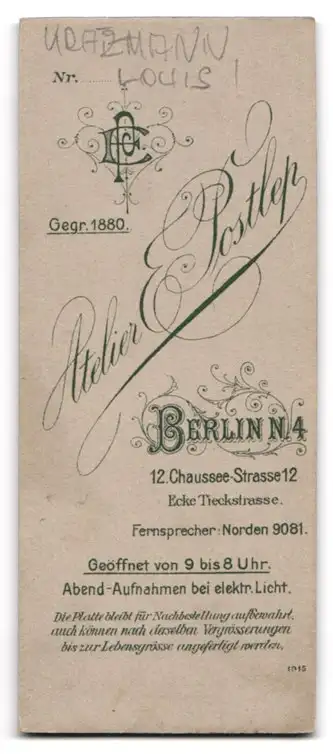 KRATZMANN
Nr. LOUIS
Gegr. 1880.
Atelier E. Postlep
BERLIN N.4
12. Chaussee-Strasse 12
Ecke Tieckstrasse.
Fernsprecher: Norden 9081.
Geöffnet von 9 bis 8 Uhr.
Abend-Aufnahmen bei elektr. Licht.
Die Platte bleibt für Nachbestellung aufbewahrt,
auch können nach derselben Vergrösserungen
bis zur Lebensgrösse angefertigt werden.
1915